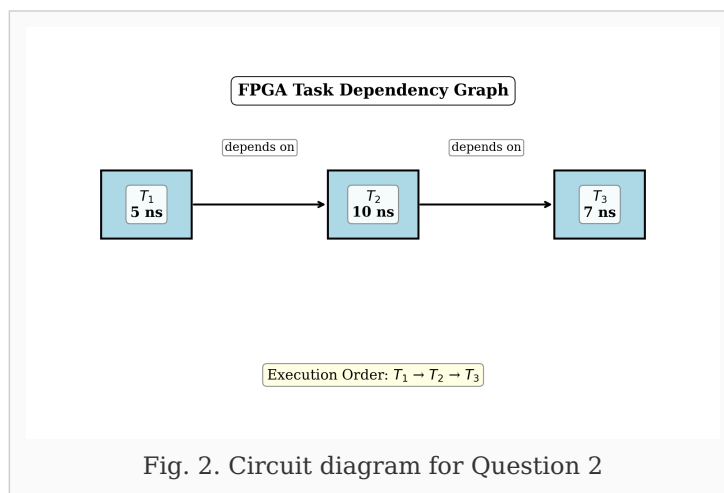 FPGA Task Dependency Graph
depends on
depends on
T₁
5 ns
T₂
10 ns
T₃
7 ns
Execution Order: T₁ → T₂ → T₃
Fig. 2. Circuit diagram for Question 2